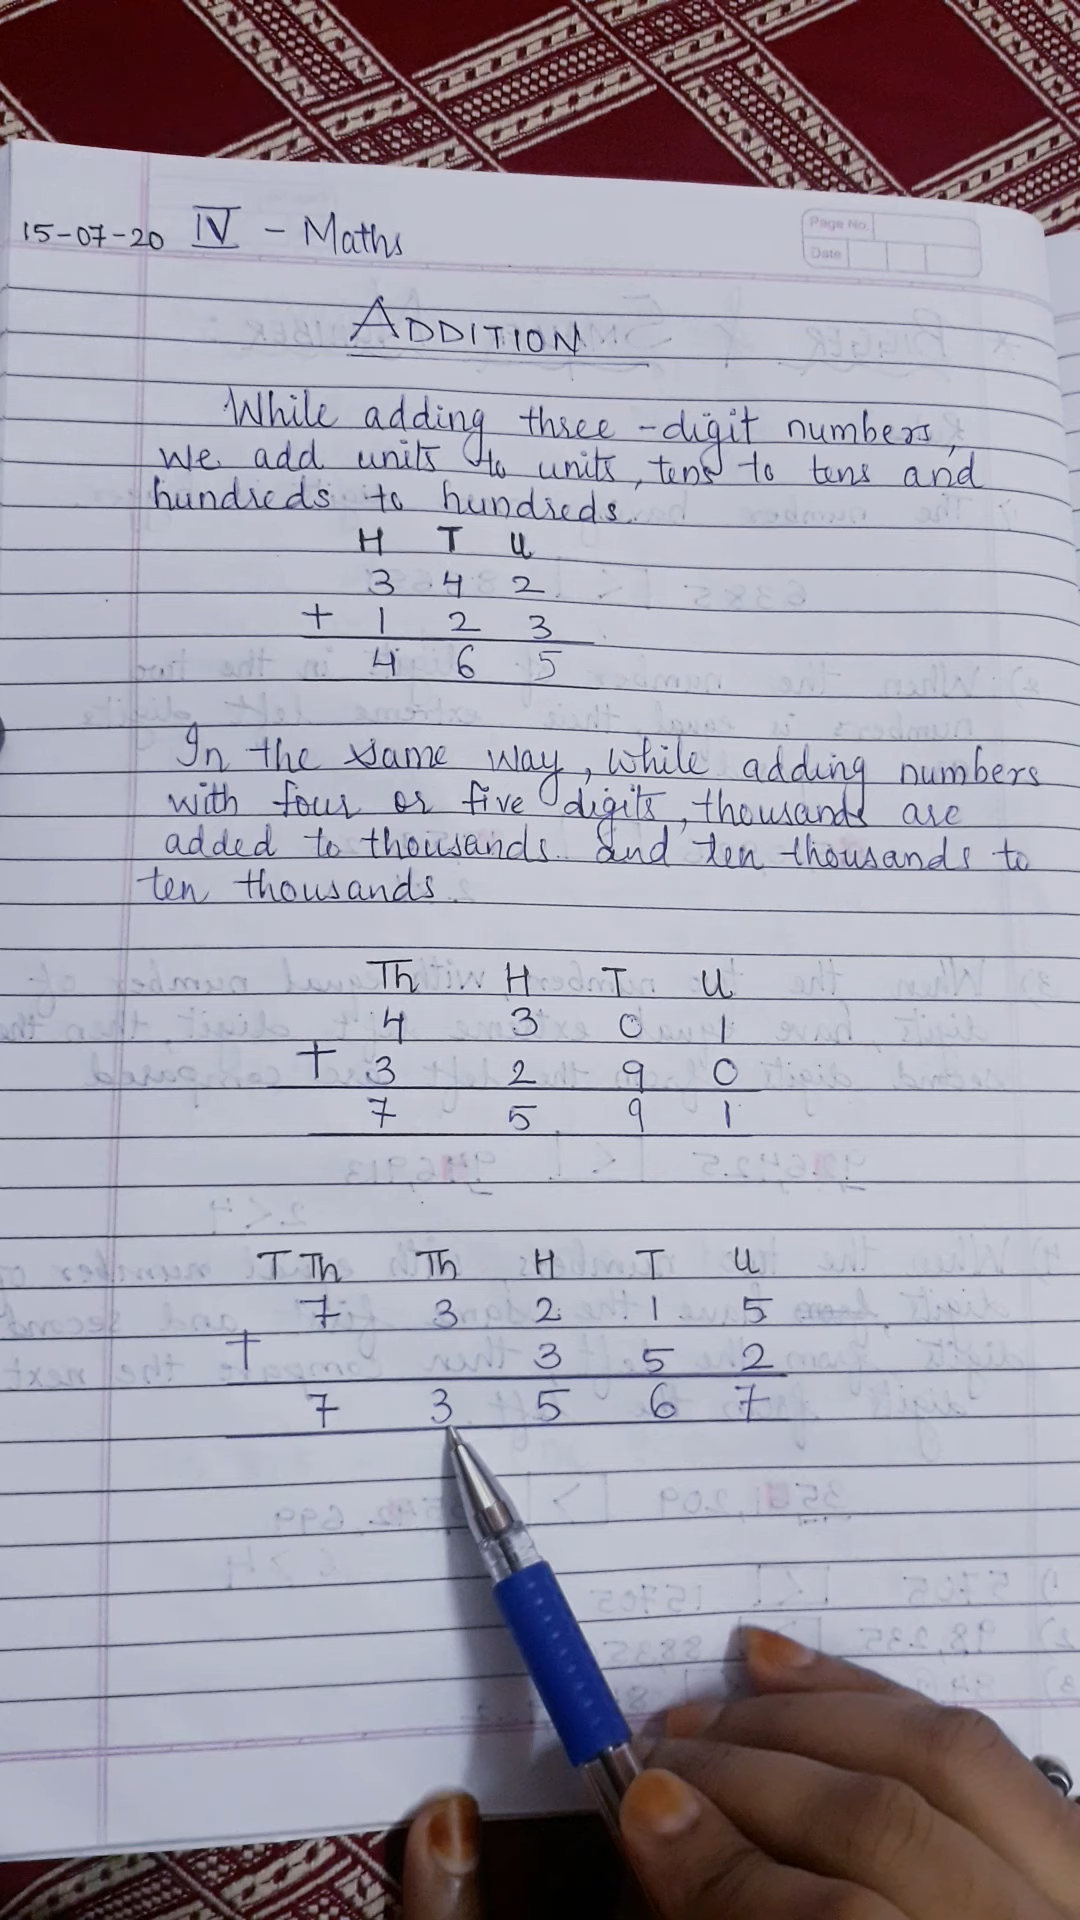 15-07-20 IV - Maths
Page No.
Date
ADDITION
While adding three-digit numbers,
we add units to units, tens to tens and
hundreds to hundreds.
H T U
3 4 2
+ 1 2 3
4 6 5
In the same way, while adding numbers
with four or five digits, thousands are
added to thousands and ten thousands to
ten thousands.
Th H T U
4 3 0 1
+ 3 2 9 0
7 5 9 1
T Th Th H T U
7 3 2 1 5
+ 3 5 2
7 3 5 6 7